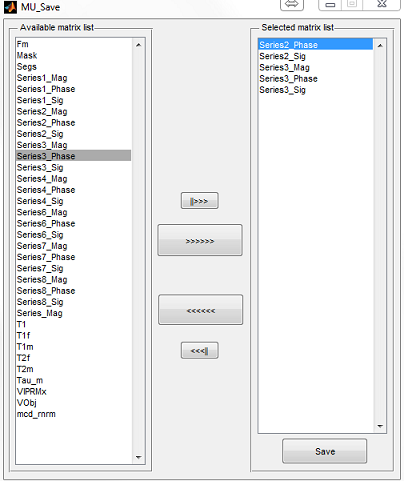 MU_Save
Available matrix list
Fm
Mask
Segs
Series1_Mag
Series1_Phase
Series1_Sig
Series2_Mag
Series2_Phase
Series2_Sig
Series3_Mag
Series3_Phase
Series3_Sig
Series4_Mag
Series4_Phase
Series4_Sig
Series6_Mag
Series6_Phase
Series6_Sig
Series7_Mag
Series7_Phase
Series7_Sig
Series8_Mag
Series8_Phase
Series8_Sig
Series_Mag
T1
T1f
T1m
T2f
T2m
Tau_m
VIPRMx
VObj
mcd_rnrm
||>>>
>>>>>>
<<<<<<
<<<||
Selected matrix list
Series2_Phase
Series2_Sig
Series3_Mag
Series3_Phase
Series3_Sig
Save